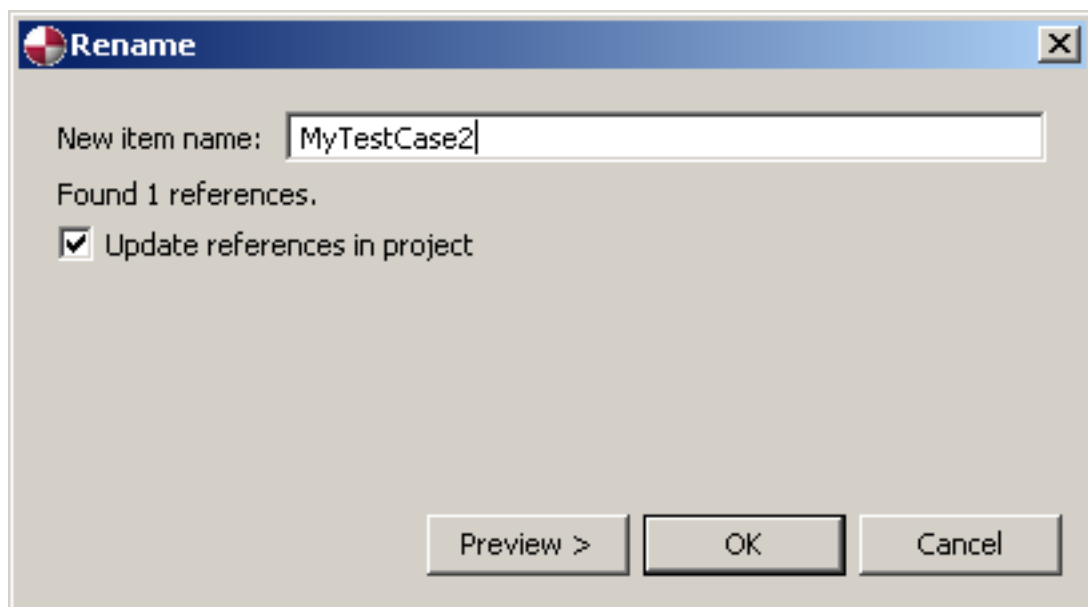 Rename
New item name: MyTestCase2
Found 1 references.
Update references in project
Preview > OK Cancel